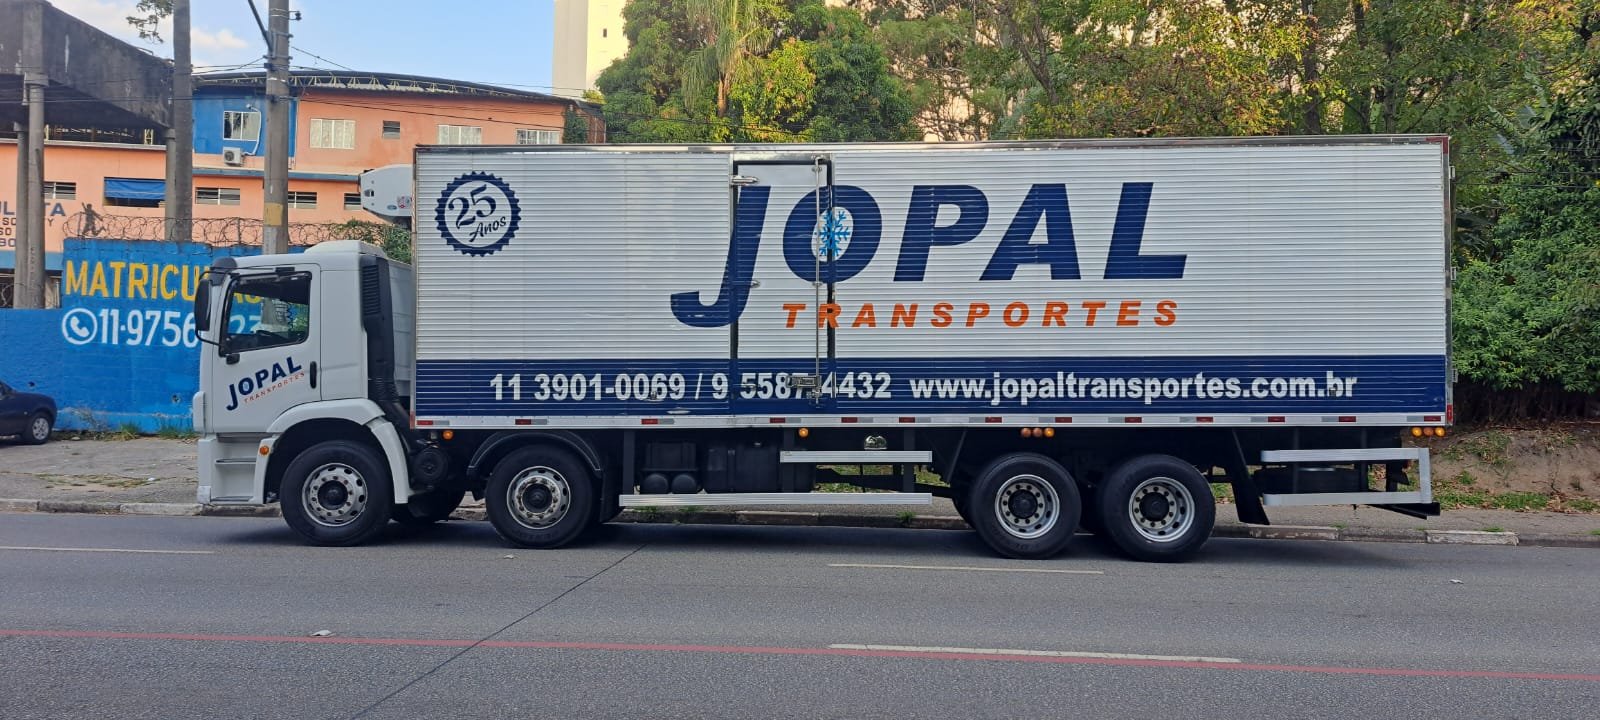 25
Anos
JOPAL
TRANSPORTES
11 3901-0069 / 9 5587-4432 www.jopaltransportes.com.br
JOPAL
TRANSPORTES
MATRICU
11-9756